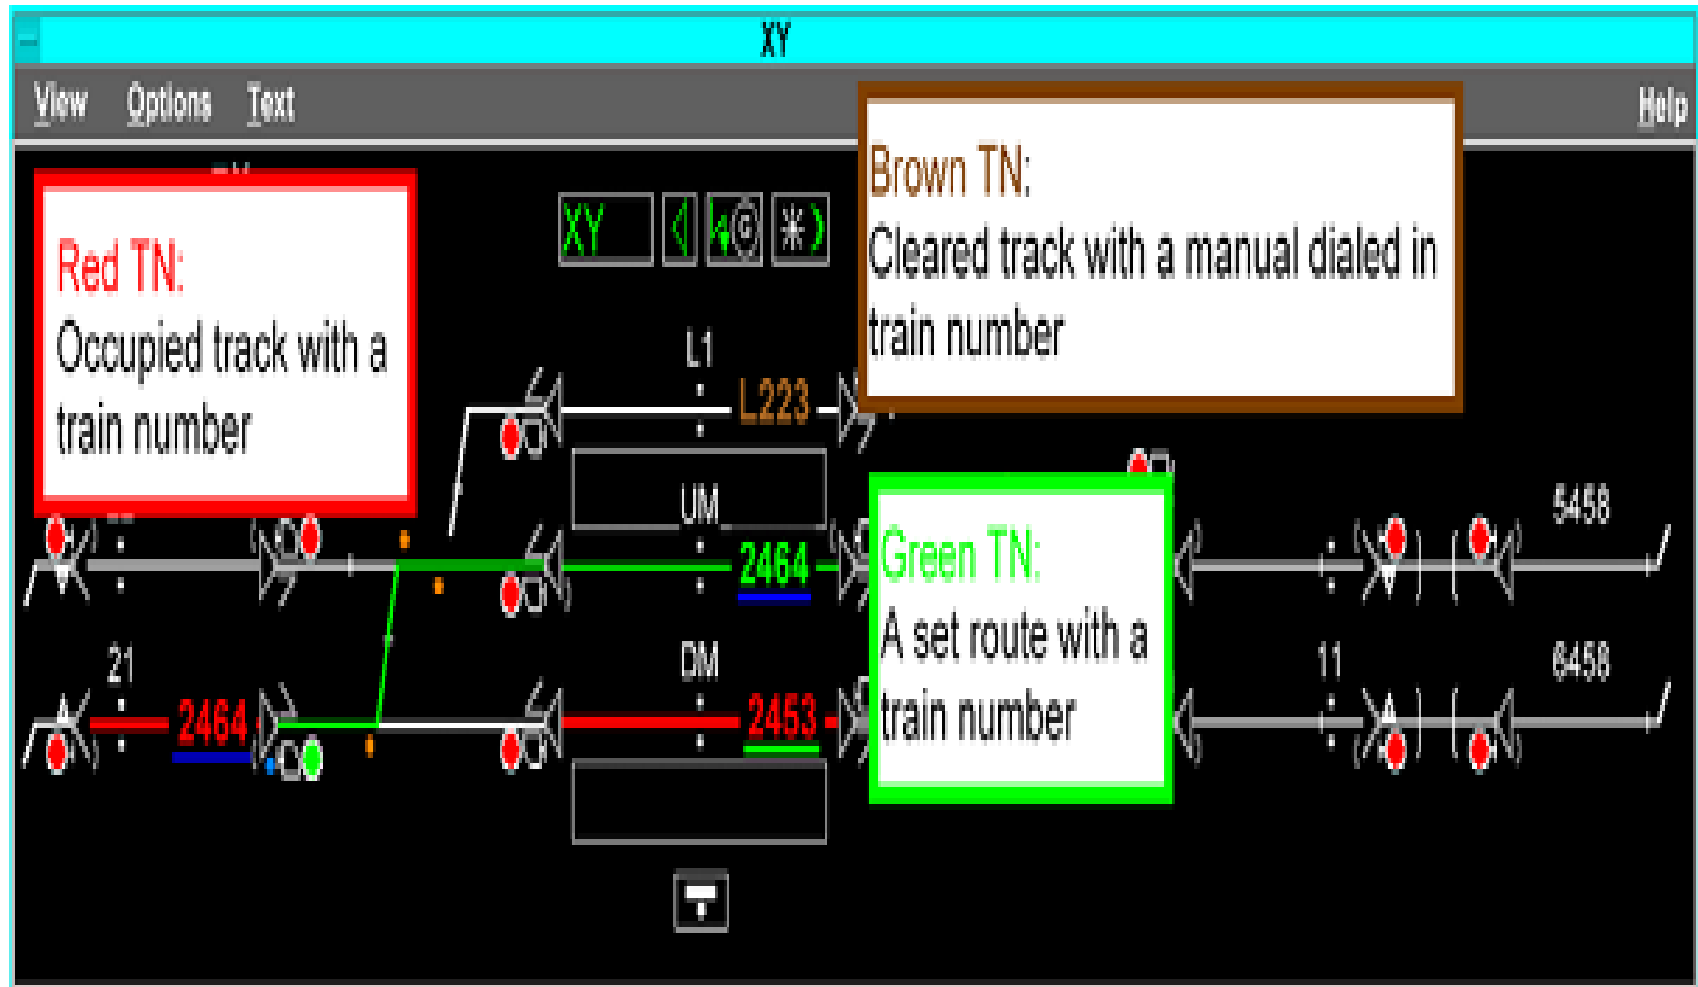 XY
View Options Text Help
Red TN:
Occupied track with a
train number
Brown TN:
Cleared track with a manual dialed in
train number
XY
L1
L223
UM
2464
Green TN:
A set route with a
train number
5458
21
2464
DM
2453
11
6458